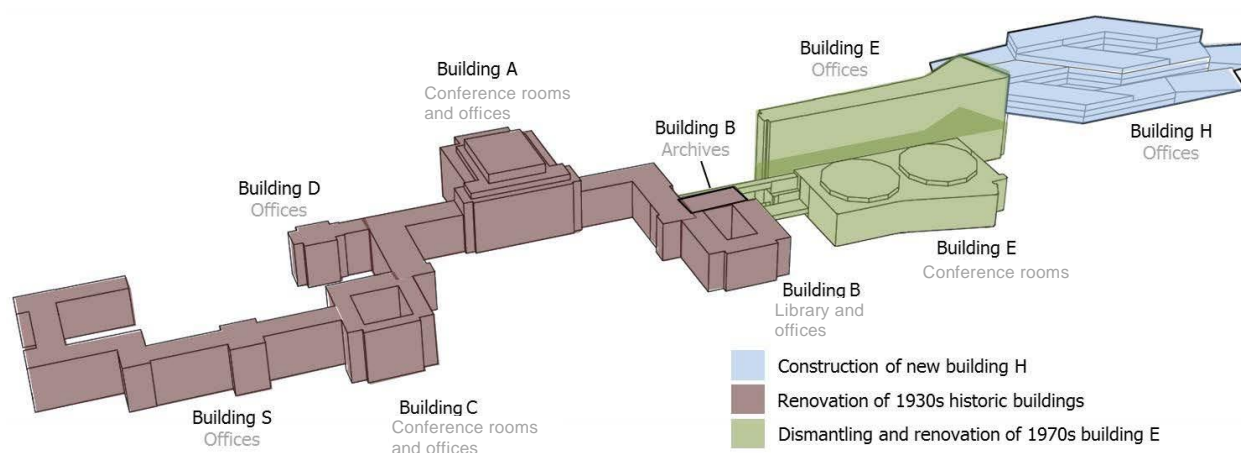 Building E
Offices
Building A
Conference rooms
and offices
Building B
Archives
Building H
Offices
Building D
Offices
Building E
Conference rooms
Building B
Library and
offices
Building S
Offices
Building C
Conference rooms
and offices
Construction of new building H
Renovation of 1930s historic buildings
Dismantling and renovation of 1970s building E